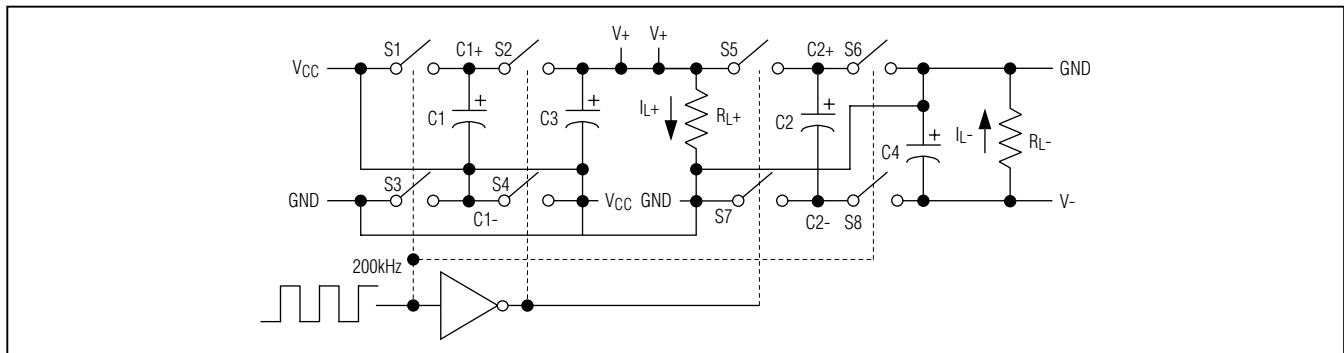 V+ V+
S1 C1+ S2 S5 C2+ S6
VCC GND
IL+
C1 C3 RL+ C2 IL- RL-
C4
S3 S4
GND VCC GND V-
C1- S7 C2- S8
200kHz